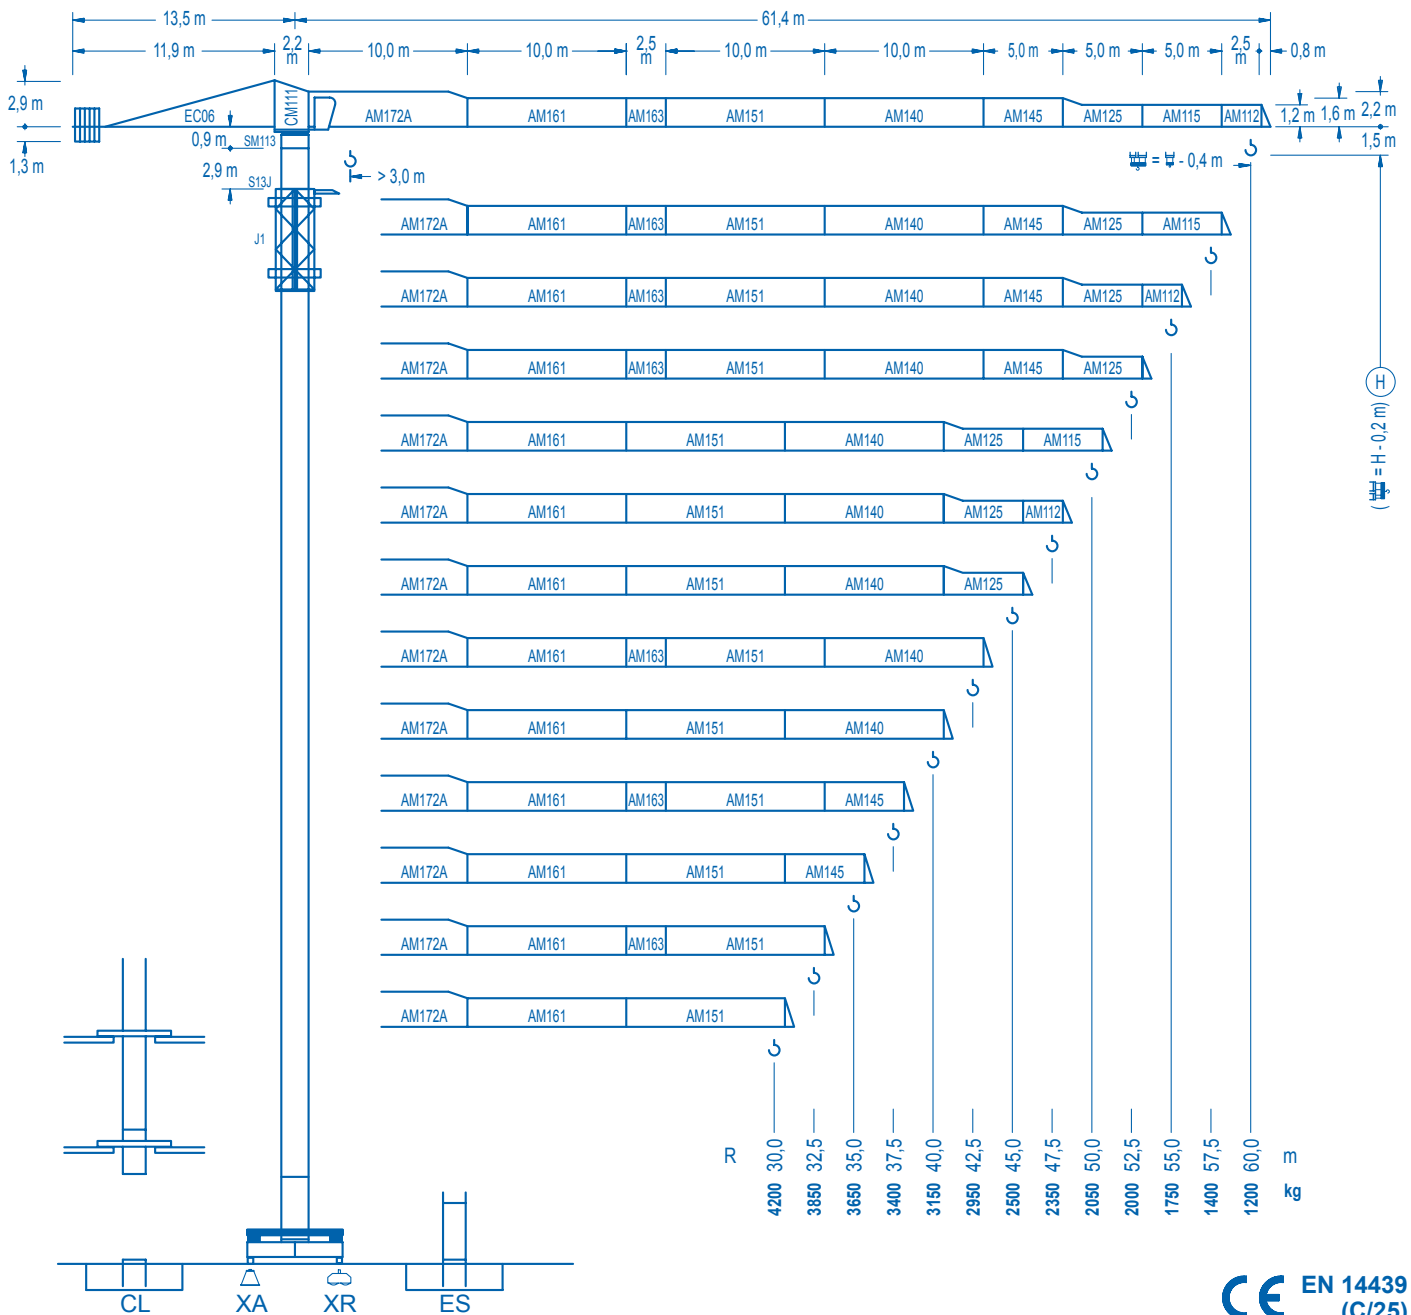 13,5 m 61,4 m
11,9 m 2,2 m 10,0 m 10,0 m 2,5 m 10,0 m 10,0 m 5,0 m 5,0 m 5,0 m 2,5 m 0,8 m
2,9 m EC06 CM111 AM172A AM161 AM163 AM151 AM140 AM145 AM125 AM115 AM112 1,2 m 1,6 m 2,2 m
1,3 m 0,9 m SM113 1,5 m
= - 0,4 m
2,9 m S13J > 3,0 m
J1
AM172A AM161 AM163 AM151 AM140 AM145 AM125 AM115
AM172A AM161 AM163 AM151 AM140 AM145 AM125 AM112
AM172A AM161 AM163 AM151 AM140 AM145 AM125
H
( = H - 0,2 m)
AM172A AM161 AM151 AM140 AM125 AM115
AM172A AM161 AM151 AM140 AM125 AM112
AM172A AM161 AM151 AM140 AM125
AM172A AM161 AM163 AM151 AM140
AM172A AM161 AM151 AM140
AM172A AM161 AM163 AM151 AM145
AM172A AM161 AM151 AM145
AM172A AM161 AM163 AM151
AM172A AM161 AM151
R 30,0 32,5 35,0 37,5 40,0 42,5 45,0 47,5 50,0 52,5 55,0 57,5 60,0 m
4200 3850 3650 3400 3150 2950 2500 2350 2050 2000 1750 1400 1200 kg
CL XA XR ES
CE EN 14439
(C/25)